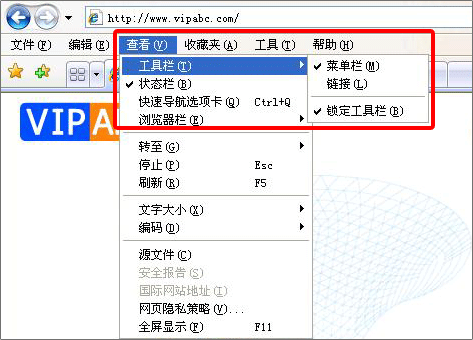 http://www.vipabc.com/
文件(F) 编辑(E) 查看(V) 收藏夹(A) 工具(T) 帮助(H)
工具栏(T)
菜单栏(M)
状态栏(B)
链接(L)
快速导航选项卡(Q) Ctrl+Q
锁定工具栏(B)
浏览器栏(E)
VIPA
转至(G)
停止(P) Esc
刷新(R) F5
文字大小(X)
编码(D)
源文件(C)
安全报告(S)
国际网站地址(I)
网页隐私策略(V)...
全屏显示(F) F11